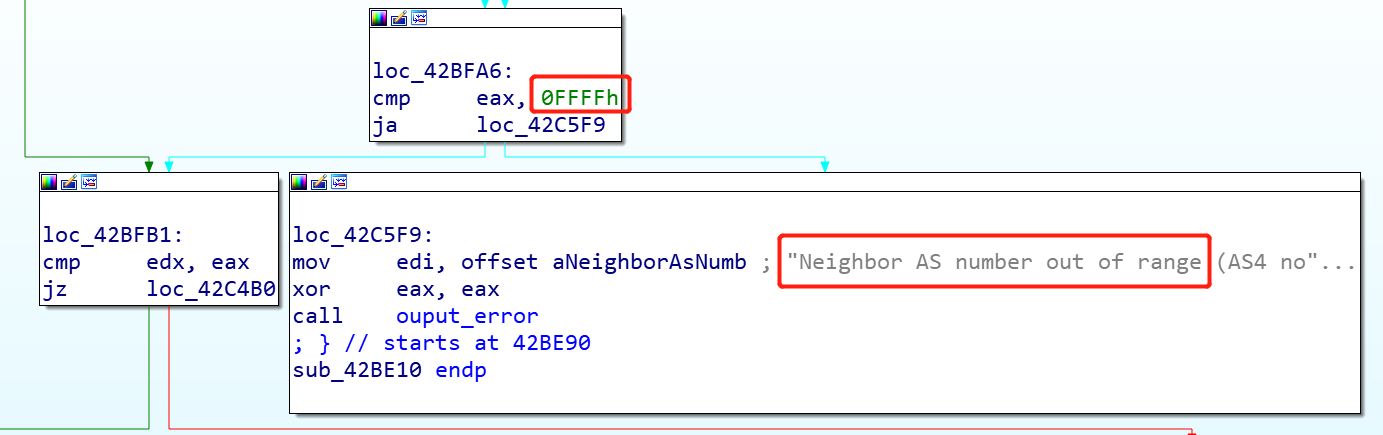 loc_42BFA6:
cmp eax, 0FFFFh
ja loc_42C5F9
loc_42BFB1:
cmp edx, eax
jz loc_42C4B0
loc_42C5F9:
mov edi, offset aNeighborAsNumb ; "Neighbor AS number out of range (AS4 no"...
xor eax, eax
call ouput_error
; } // starts at 42BE90
sub_42BE10 endp